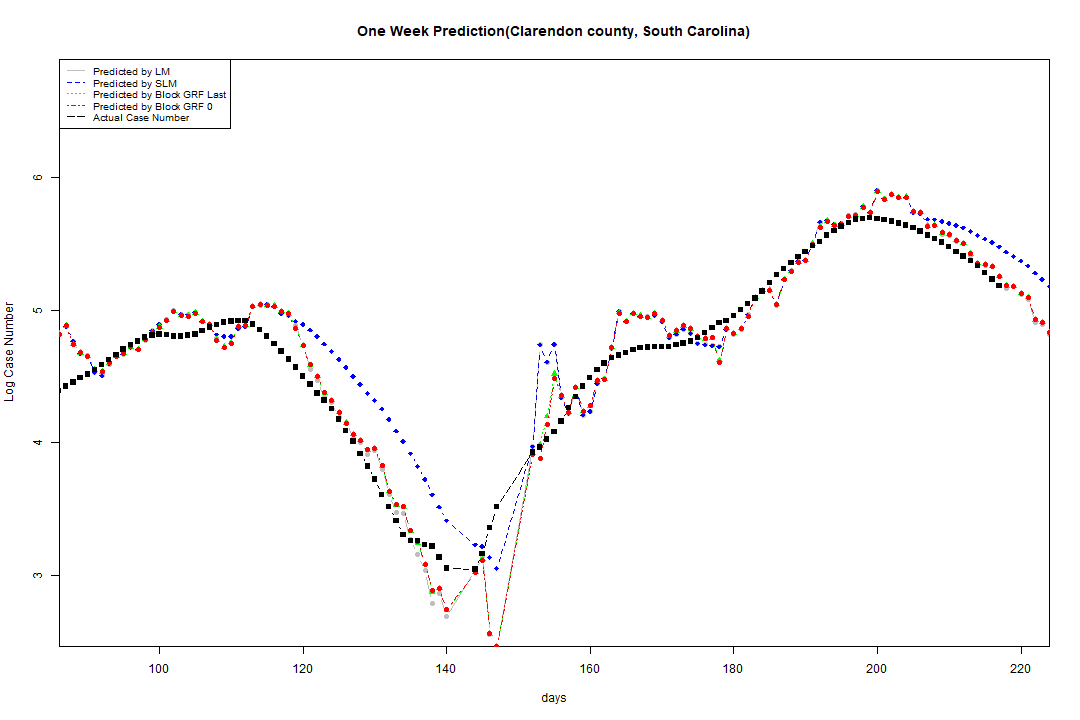 One Week Prediction(Clarendon county, South Carolina)
Predicted by LM
Predicted by SLM
Predicted by Block GRF Last
Predicted by Block GRF 0
Actual Case Number
6
5
4
3
Log Case Number
100 120 140 160 180 200 220
days